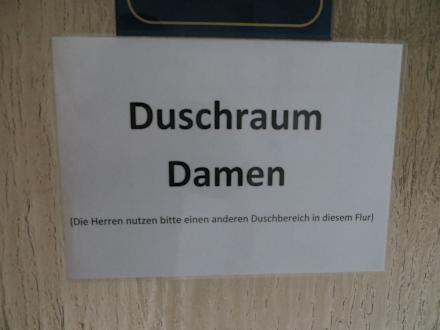 Duschraum
Damen
(Die Herren nutzen bitte einen anderen Duschbereich in diesem Flur)